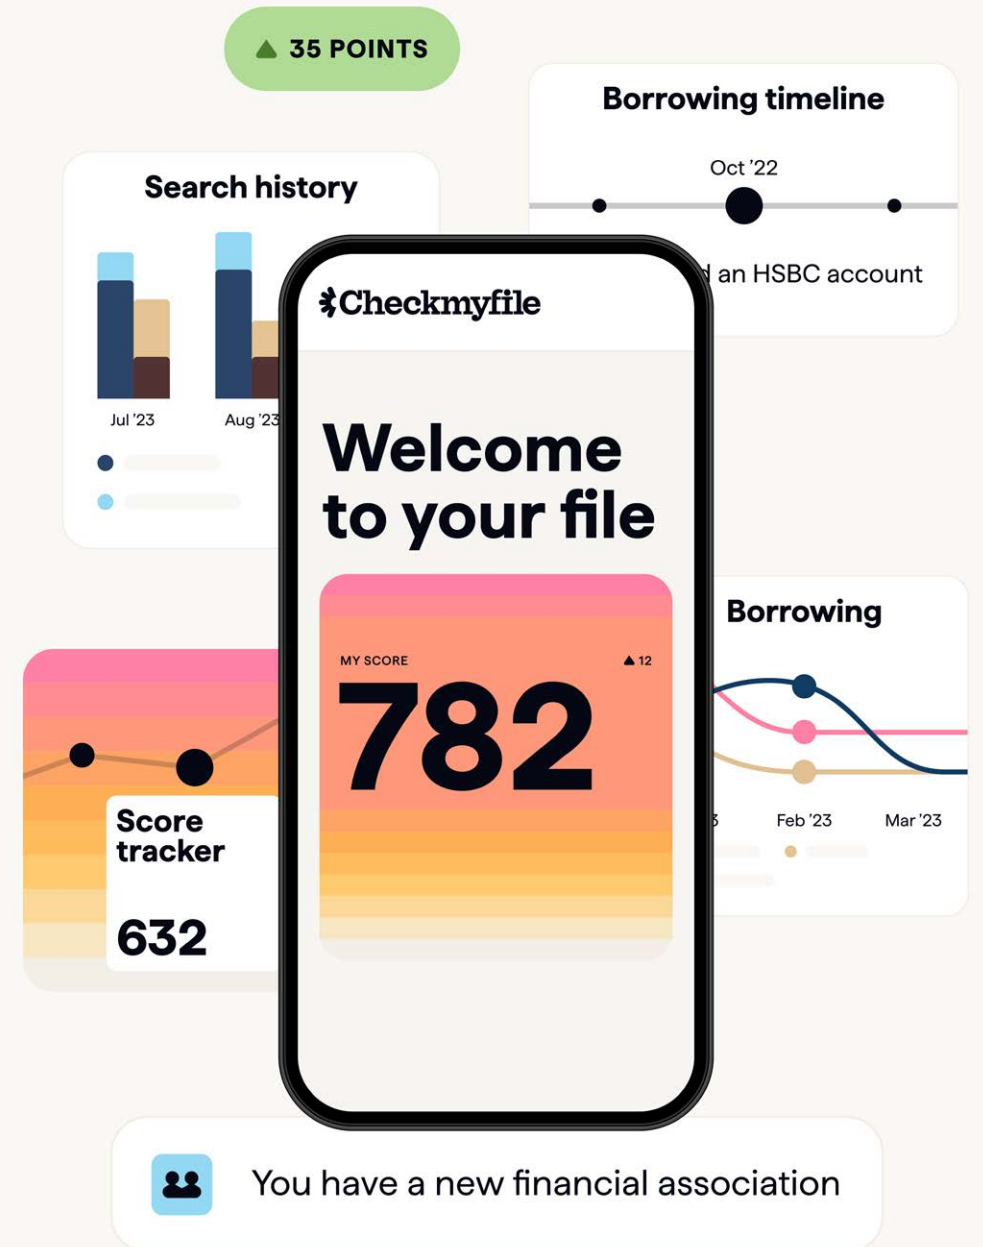 35 POINTS
Borrowing timeline
Oct '22
an HSBC account
Search history
Jul '23
Aug '23
Checkmyfile
Welcome
to your file
MY SCORE
12
782
Score
tracker
632
Borrowing
Feb '23
Mar '23
You have a new financial association